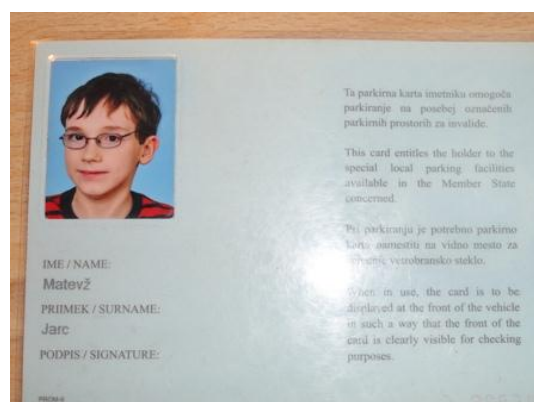 IME / NAME:
Matevž
PRIIMEK / SURNAME:
Jarc
PODPIS / SIGNATURE:
Ta parkirna karta imetniku omogoča
parkiranje na posebej označenih
parkirnih prostorih za invalide.
This card entitles the holder to the
special local parking facilities
available in the Member State
concerned.
Pri parkiranju je potrebno parkirno
karto namestiti na vidno mesto za
vetrobransko steklo.
When in use, the card is to be
displayed at the front of the vehicle
in such a way that the front of the
card is clearly visible for checking
purposes.